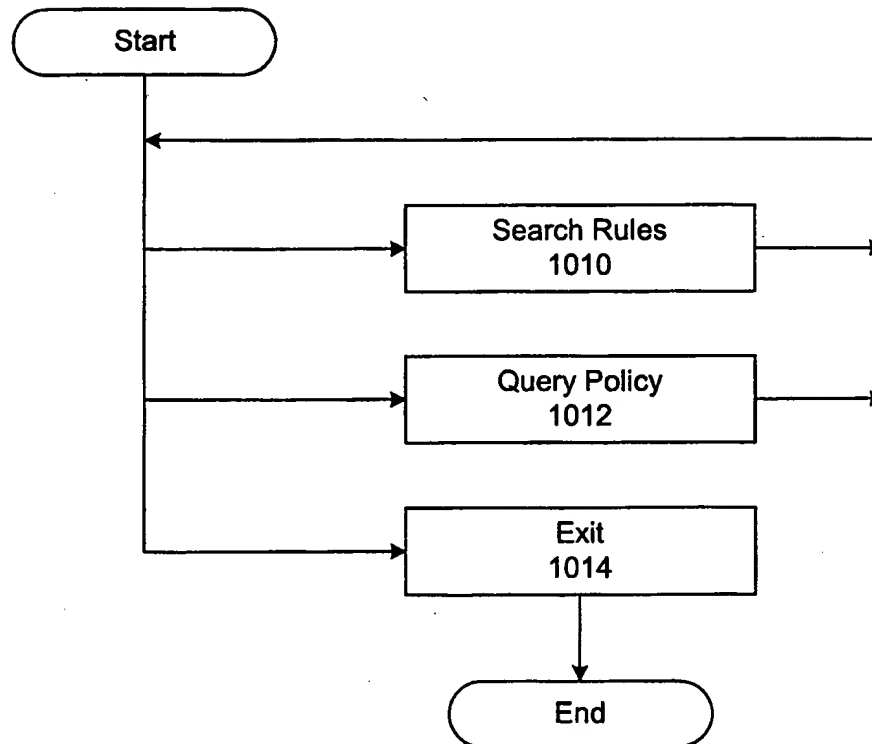 Start
Search Rules
1010
Query Policy
1012
Exit
1014
End